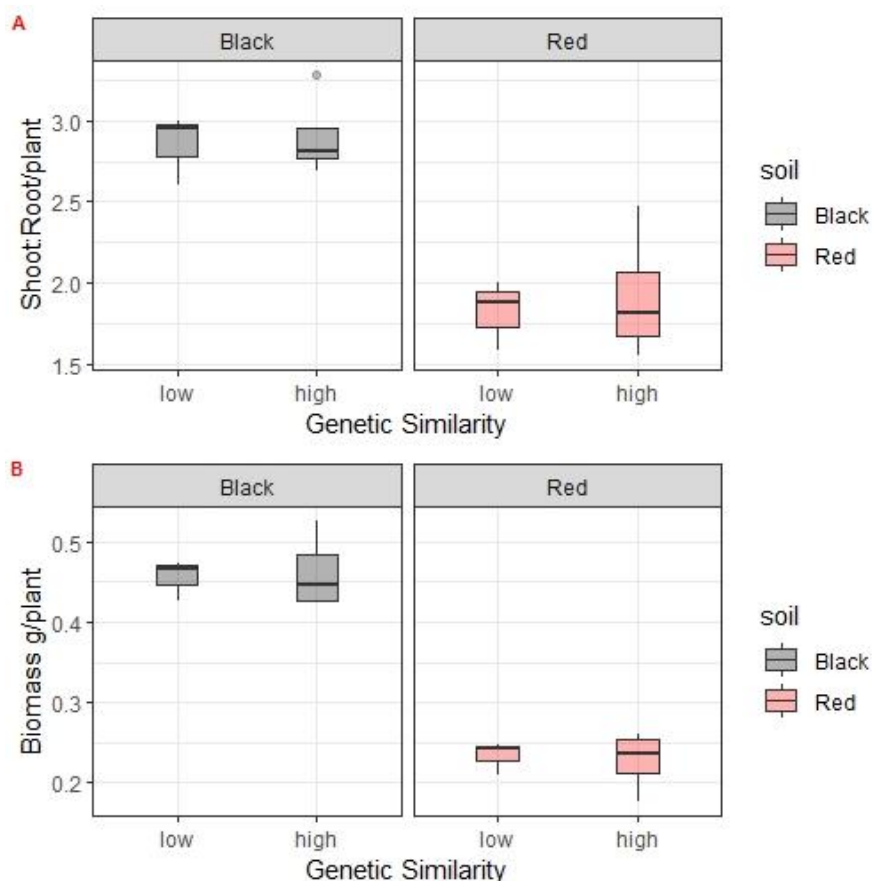 A
Black Red
Shoot:Root/plant
3.0
2.5
2.0
1.5
low high low high
Genetic Similarity
soil
Black
Red
B
Black Red
Biomass g/plant
0.5
0.4
0.3
0.2
low high low high
Genetic Similarity
soil
Black
Red